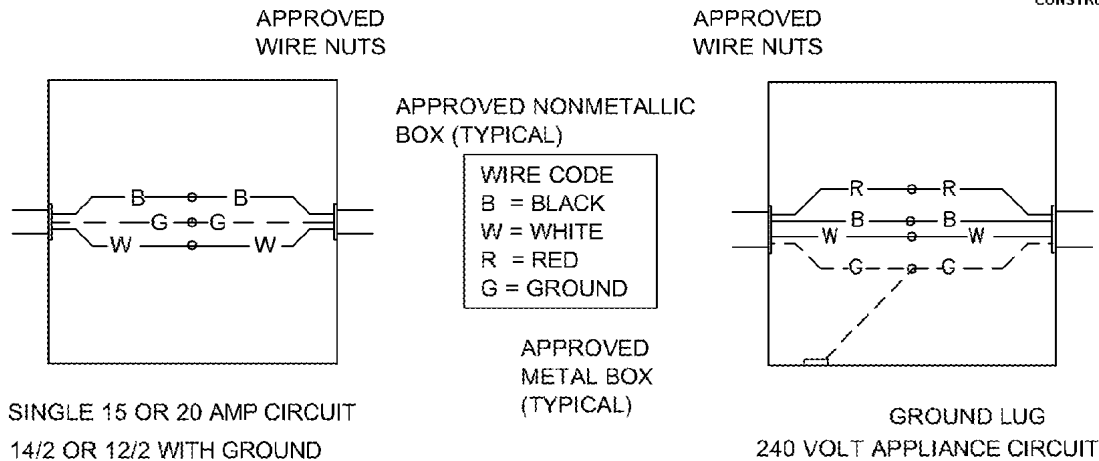 CONSTRU
APPROVED
WIRE NUTS
APPROVED
WIRE NUTS
APPROVED NONMETALLIC
BOX (TYPICAL)
WIRE CODE
B = BLACK
W = WHITE
R = RED
G = GROUND
B B
G G
W W
R R
B B
W W
G G
APPROVED
METAL BOX
(TYPICAL)
SINGLE 15 OR 20 AMP CIRCUIT
14/2 OR 12/2 WITH GROUND
GROUND LUG
240 VOLT APPLIANCE CIRCUIT